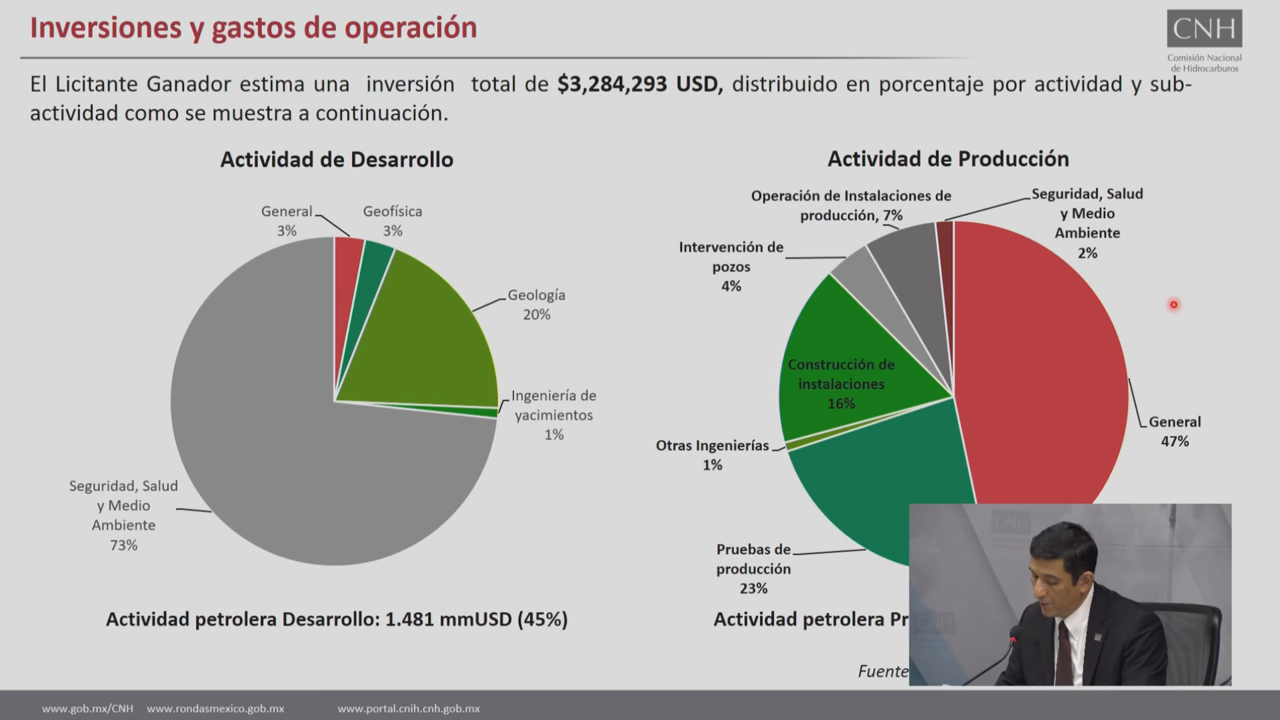 Inversiones y gastos de operación
CNH
Comisión Nacional
de Hidrocarburos
El Licitante Ganador estima una inversión total de $3,284,293 USD, distribuido en porcentaje por actividad y sub-
actividad como se muestra a continuación.
Actividad de Desarrollo
General
3%
Geofísica
3%
Geología
20%
Ingeniería de
yacimientos
1%
Seguridad, Salud
y Medio
Ambiente
73%
Actividad petrolera Desarrollo: 1.481 mmUSD (45%)
Actividad de Producción
Operación de Instalaciones de
producción, 7%
Seguridad, Salud
y Medio
Ambiente
2%
Intervención de
pozos
4%
Construcción de
instalaciones
16%
Otras Ingenierías
1%
General
47%
Pruebas de
producción
23%
Actividad petrolera Pr
Fuente
CNH
www.gob.mx/CNH www.rondasmexico.gob.mx www.portal.cnih.cnh.gob.mx